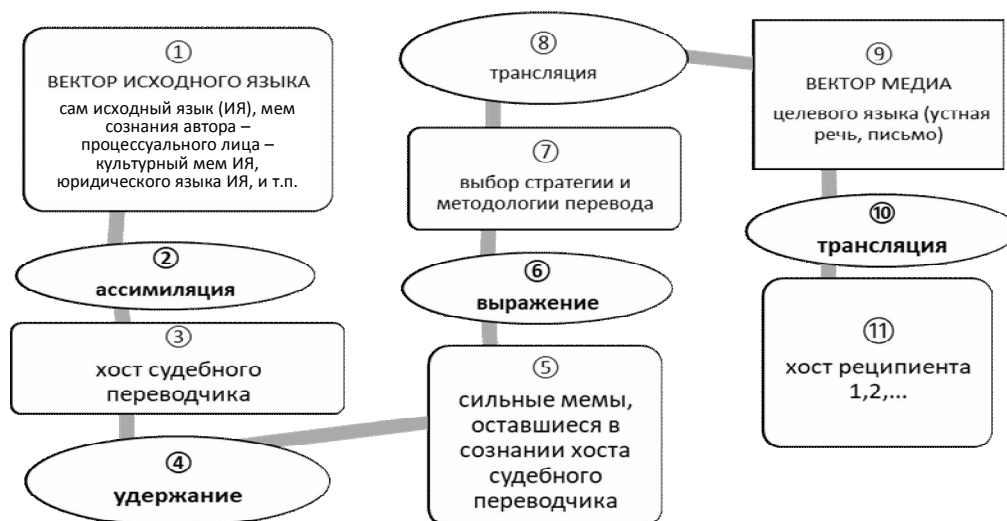 ①
ВЕКТОР ИСХОДНОГО ЯЗЫКА
сам исходный язык (ИЯ), мем
сознания автора –
процессуального лица –
культурный мем ИЯ,
юридического языка ИЯ, и т.п.
②
ассимиляция
③
хост судебного
переводчика
④
удержание
⑤
сильные мемы,
оставшиеся в
сознании хоста
судебного
переводчика
⑥
выражение
⑦
выбор стратегии и
методологии перевода
⑧
трансляция
⑨
ВЕКТОР МЕДИА
целевого языка (устная
речь, письмо)
⑩
трансляция
⑪
хост реципиента
1,2,...